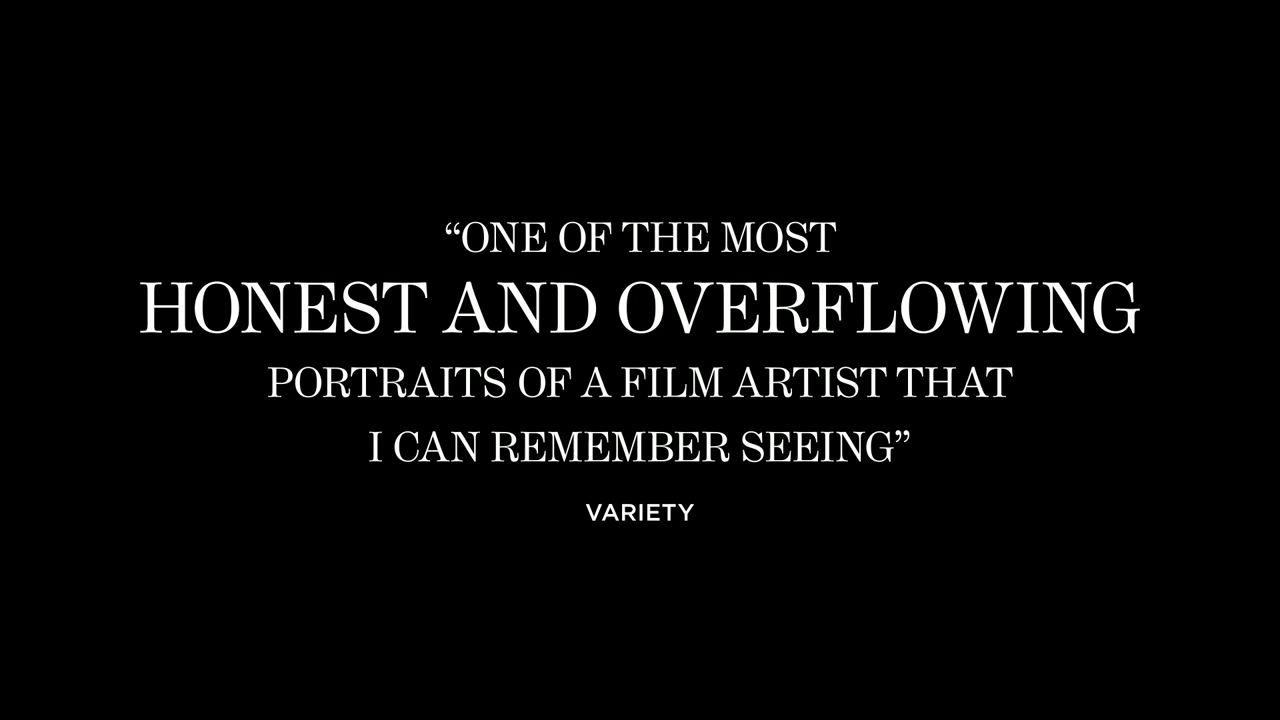 “ONE OF THE MOST
HONEST AND OVERFLOWING
PORTRAITS OF A FILM ARTIST THAT
I CAN REMEMBER SEEING”
VARIETY